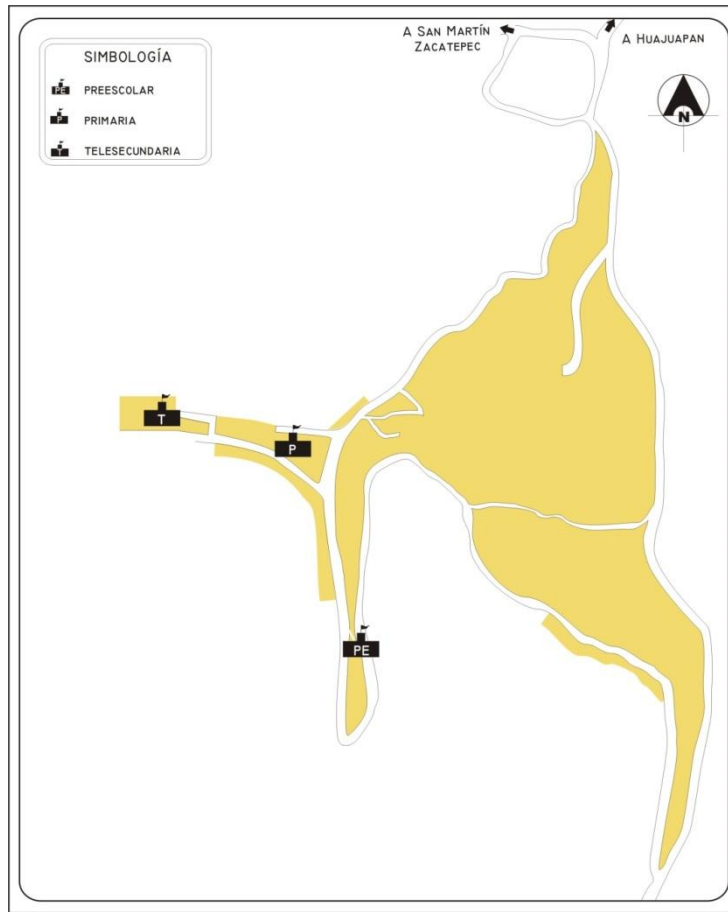 SIMBOLOGÍA
PE PREESCOLAR
P PRIMARIA
T TELESECUNDARIA
A SAN MARTÍN
ZACATEPEC
A HUAJUAPAN
N
T
P
PE